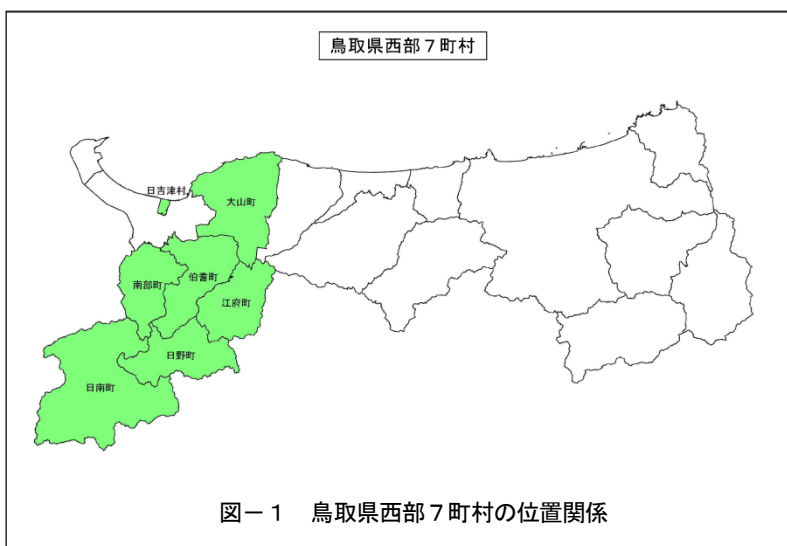 鳥取県西部7町村
日吉津村
大山町
伯耆町
南部町
江府町
日野町
日南町
図-1 鳥取県西部7町村の位置関係